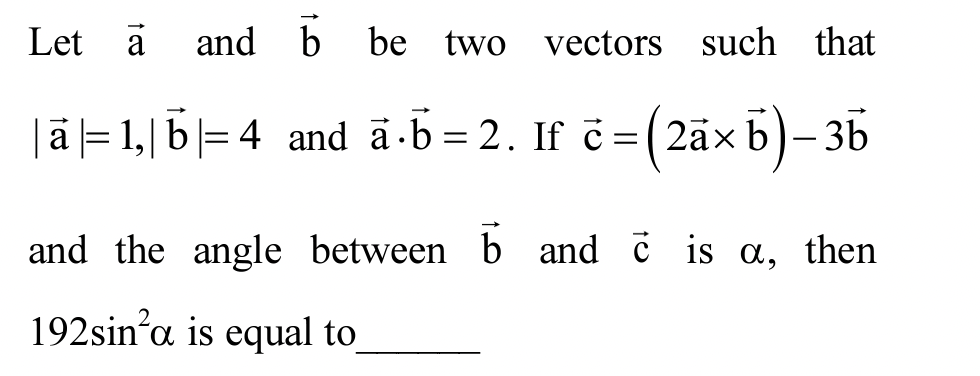 Let a⃗ and b⃗ be two vectors such that
|a⃗|= 1,|b⃗|= 4 and a⃗·b⃗ = 2. If c⃗ = (2a⃗× b⃗) – 3b⃗
and the angle between b⃗ and c⃗ is α, then
192sin²α is equal to______